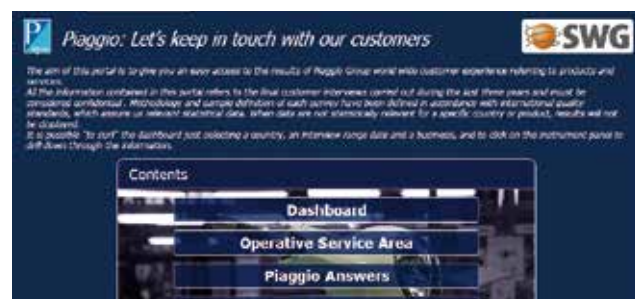 Piaggio: Let's keep in touch with our customers
SWG
The aim of this portal is to give you an easy access to the results of Piaggio Group world wide customer experience referring to products and
services.
All the information contained in this portal refers to the final customer interviews carried out during the last three years and must be
considered confidential. Methodology and sample definition of each survey have been defined in accordance with international quality
standards, which assure us relevant statistical data. When data are not statistically relevant for a specific country or product, results will not
be displayed.
It is possible "to surf" the dashboard just selecting a country, an interview range date and a business, and to click on the instrument panel to
drill down through the information.
Contents
Dashboard
Operative Service Area
Piaggio Answers